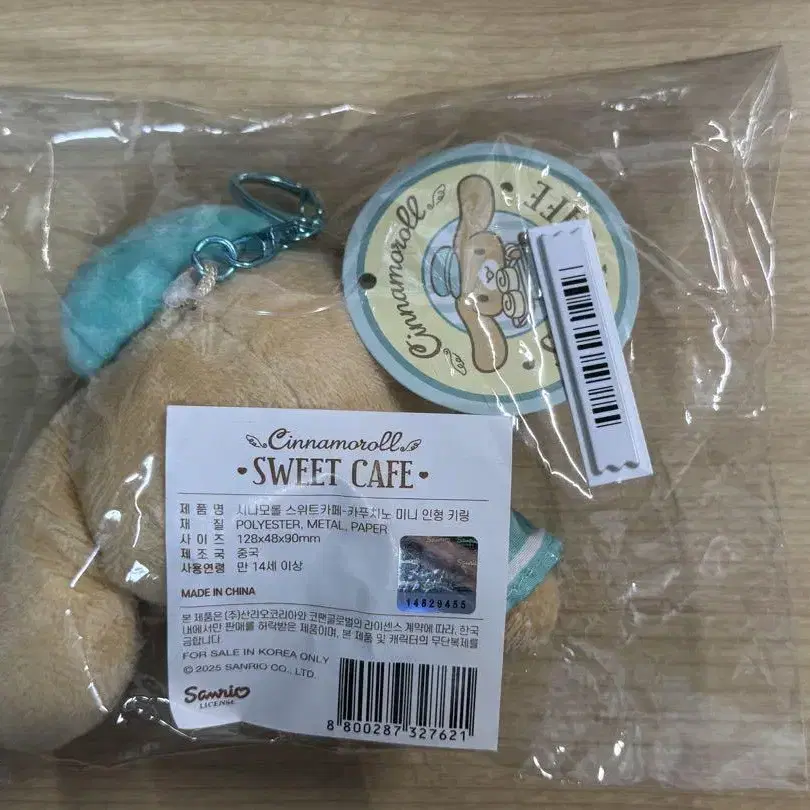 Cinnamoroll
Cinnamoroll
• SWEET CAFE •
제 품 명 시나모롤 스위트카페-카푸치노 미니 인형 키링
재 질 POLYESTER, METAL, PAPER
사 이 즈 128x48x90mm
제 조 국 중국
사용연령 만 14세 이상
MADE IN CHINA
14829455
본 제품은 (주)산리오코리아와 코맨글로벌의 라이센스 계약에 따라, 한국
내에서만 판매를 허락받은 제품이며, 본 제품 및 캐릭터의 무단복제를
금합니다.
FOR SALE IN KOREA ONLY
© 2025 SANRIO CO., LTD.
Sanrio
LICENSE
8 800287 327621